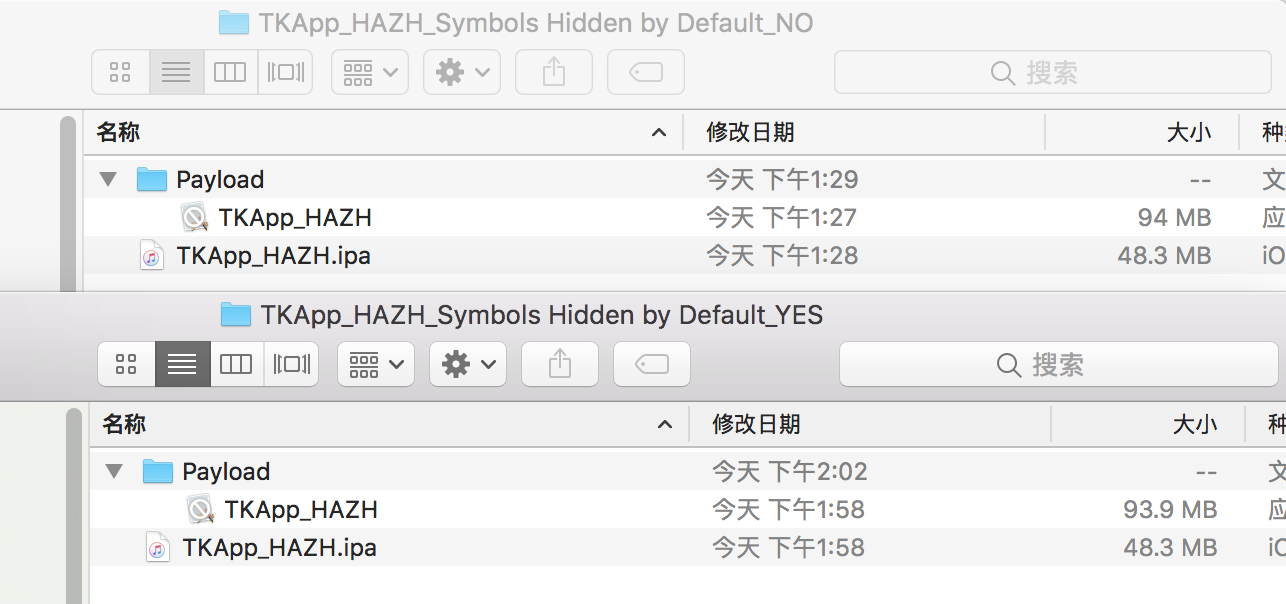 TKApp_HAZH_Symbols Hidden by Default_NO
搜索
名称 修改日期 大小 种
Payload 今天 下午1:29 -- 文
TKApp_HAZH 今天 下午1:27 94 MB 应
TKApp_HAZH.ipa 今天 下午1:28 48.3 MB iO
TKApp_HAZH_Symbols Hidden by Default_YES
搜索
名称 修改日期 大小 种
Payload 今天 下午2:02 -- 文
TKApp_HAZH 今天 下午1:58 93.9 MB 应
TKApp_HAZH.ipa 今天 下午1:58 48.3 MB iO